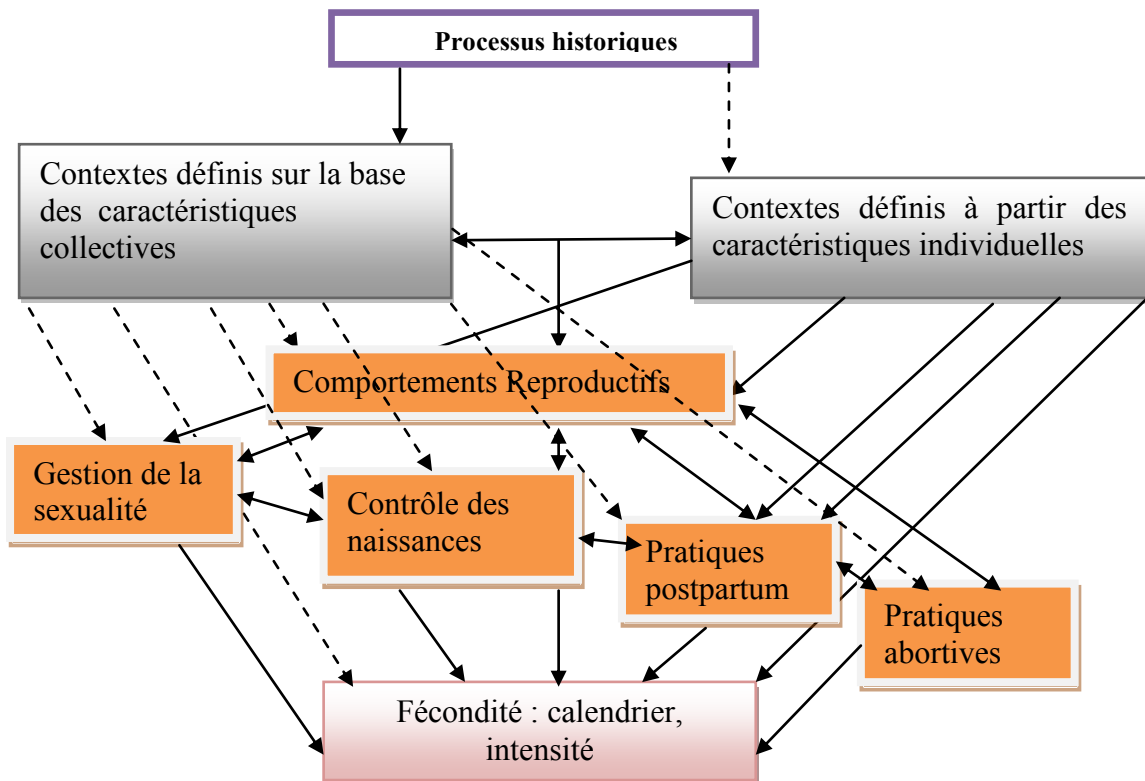 Processus historiques
Contextes définis sur la base
des caractéristiques
collectives
Contextes définis à partir des
caractéristiques individuelles
Comportements Reproductifs
Gestion de la
sexualité
Contrôle des
naissances
Pratiques
postpartum
Pratiques
abortives
Fécondité : calendrier,
intensité